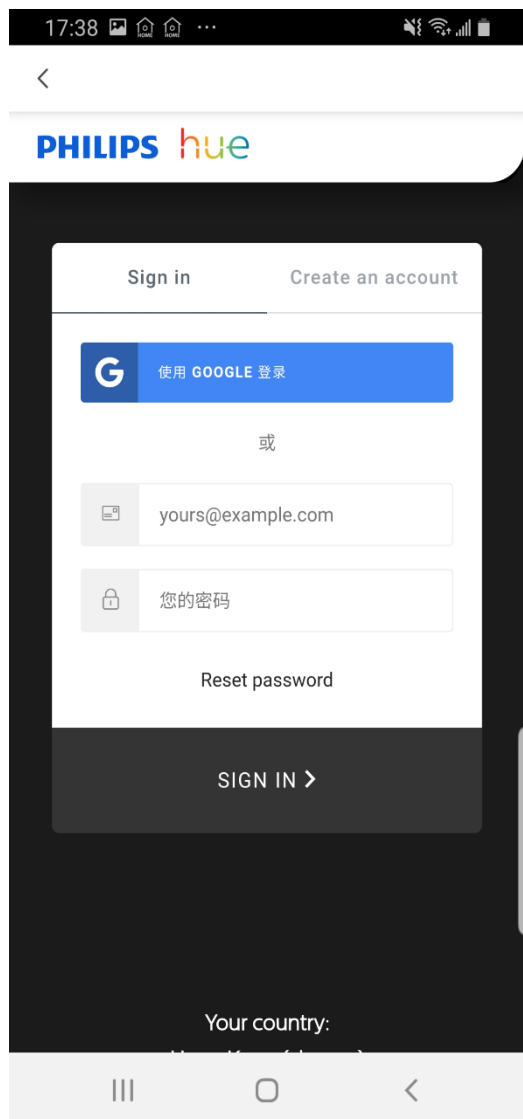 17:38
PHILIPS hue
Sign in
Create an account
G
使用 GOOGLE 登录
或
yours@example.com
您的密码
Reset password
SIGN IN
Your country: